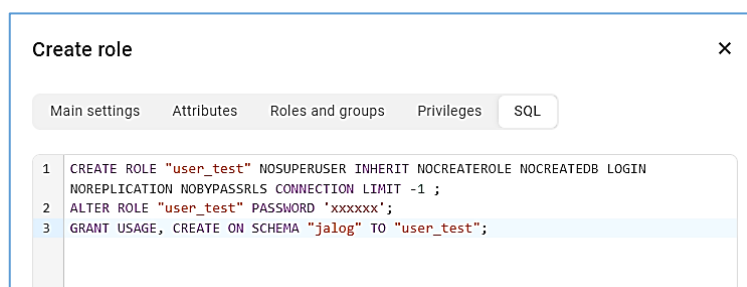 Create role
Main settings Attributes Roles and groups Privileges SQL
1 CREATE ROLE "user_test" NOSUPERUSER INHERIT NOCREATEROLE NOCREATEDB LOGIN
NOREPLICATION NOBYPASSRLS CONNECTION LIMIT -1 ;
2 ALTER ROLE "user_test" PASSWORD 'xxxxxx';
3 GRANT USAGE, CREATE ON SCHEMA "jalog" TO "user_test";